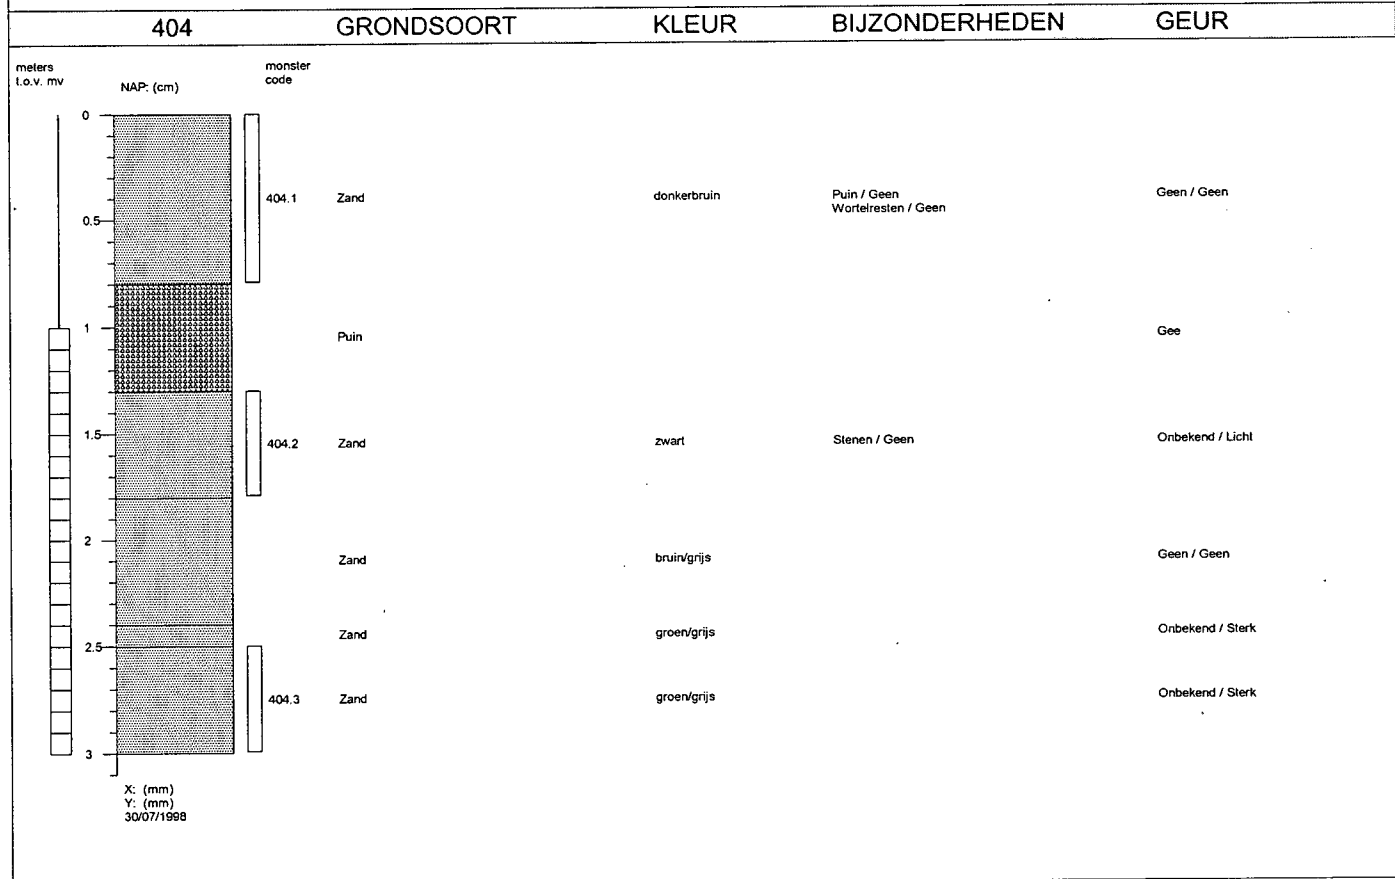 404 GRONDSOORT KLEUR BIJZONDERHEDEN GEUR
meters
t.o.v. mv
NAP: (cm)
monster
code
0
404.1 Zand donkerbruin Puin / Geen Geen / Geen
Wortelresten / Geen
0.5
1
Puin Gee
1.5
404.2 Zand zwart Stenen / Geen Onbekend / Licht
2
Zand bruin/grijs Geen / Geen
Zand groen/grijs Onbekend / Sterk
2.5
404.3 Zand groen/grijs Onbekend / Sterk
3
X: (mm)
Y: (mm)
30/07/1998